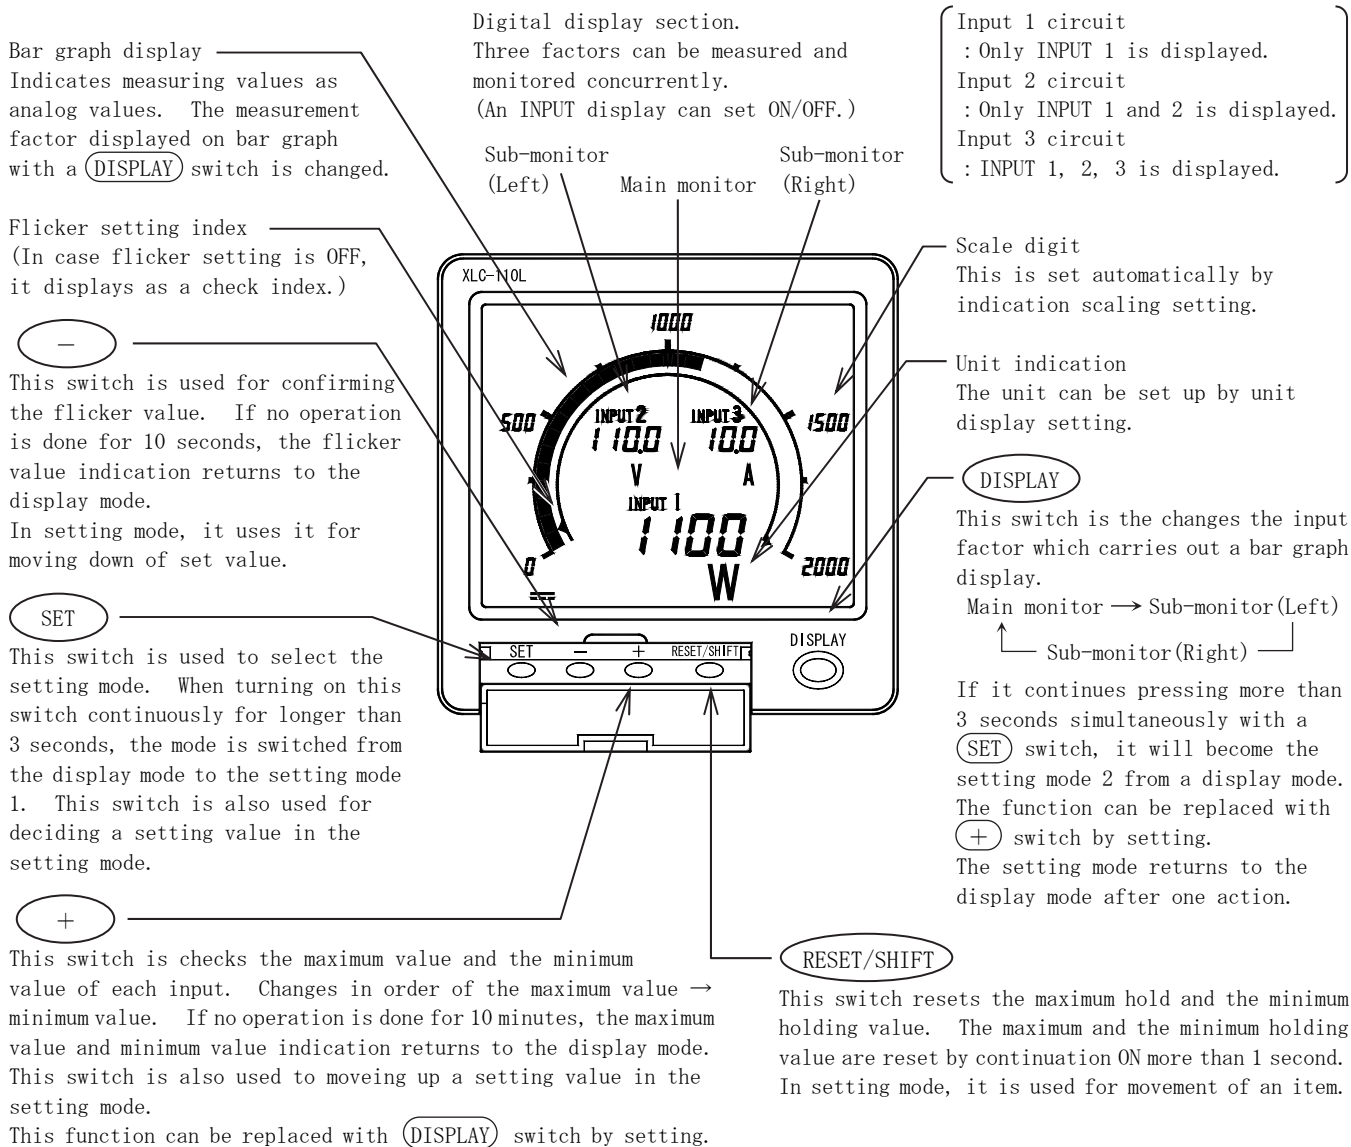 Bar graph display
Indicates measuring values as
analog values. The measurement
factor displayed on bar graph
with a DISPLAY switch is changed.
Digital display section.
Three factors can be measured and
monitored concurrently.
(An INPUT display can set ON/OFF.)
Input 1 circuit
: Only INPUT 1 is displayed.
Input 2 circuit
: Only INPUT 1 and 2 is displayed.
Input 3 circuit
: INPUT 1, 2, 3 is displayed.
Sub-monitor
(Left)
Main monitor
Sub-monitor
(Right)
Flicker setting index
(In case flicker setting is OFF,
it displays as a check index.)
−
This switch is used for confirming
the flicker value. If no operation
is done for 10 seconds, the flicker
value indication returns to the
display mode.
In setting mode, it uses it for
moving down of set value.
SET
This switch is used to select the
setting mode. When turning on this
switch continuously for longer than
3 seconds, the mode is switched from
the display mode to the setting mode
1. This switch is also used for
deciding a setting value in the
setting mode.
XLC-110L
1000
500
1500
INPUT 2
INPUT 3
110.0
10.0
V
A
INPUT 1
1100
0
W
2000
SET
−
+
RESET/SHIFT
DISPLAY
Scale digit
This is set automatically by
indication scaling setting.
Unit indication
The unit can be set up by unit
display setting.
DISPLAY
This switch is the changes the input
factor which carries out a bar graph
display.
Main monitor → Sub-monitor(Left)
Sub-monitor(Right)
If it continues pressing more than
3 seconds simultaneously with a
SET switch, it will become the
setting mode 2 from a display mode.
The function can be replaced with
+ switch by setting.
The setting mode returns to the
display mode after one action.
+
This switch is checks the maximum value and the minimum
value of each input. Changes in order of the maximum value →
minimum value. If no operation is done for 10 minutes, the maximum
value and minimum value indication returns to the display mode.
This switch is also used to moveing up a setting value in the
setting mode.
This function can be replaced with DISPLAY switch by setting.
RESET/SHIFT
This switch resets the maximum hold and the minimum
holding value. The maximum and the minimum holding
value are reset by continuation ON more than 1 second.
In setting mode, it is used for movement of an item.